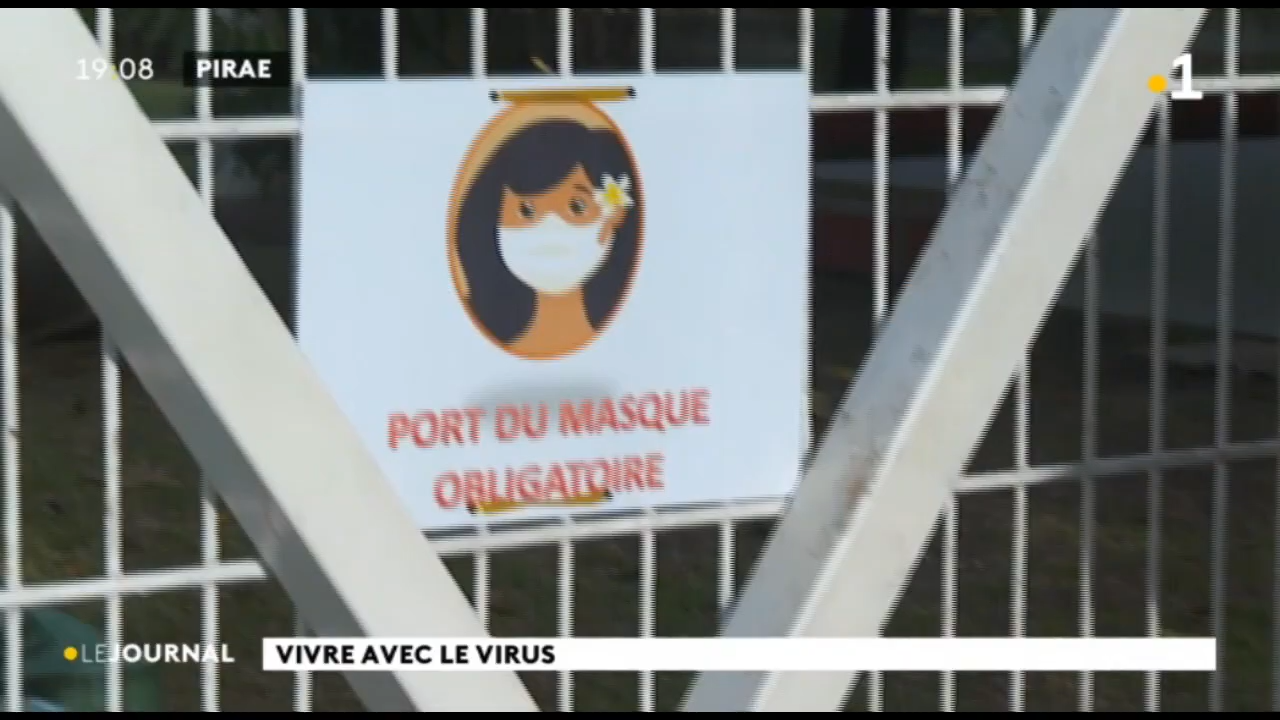 19:08 PIRAE
1
PORT DU MASQUE
OBLIGATOIRE
LEJOURNAL
VIVRE AVEC LE VIRUS